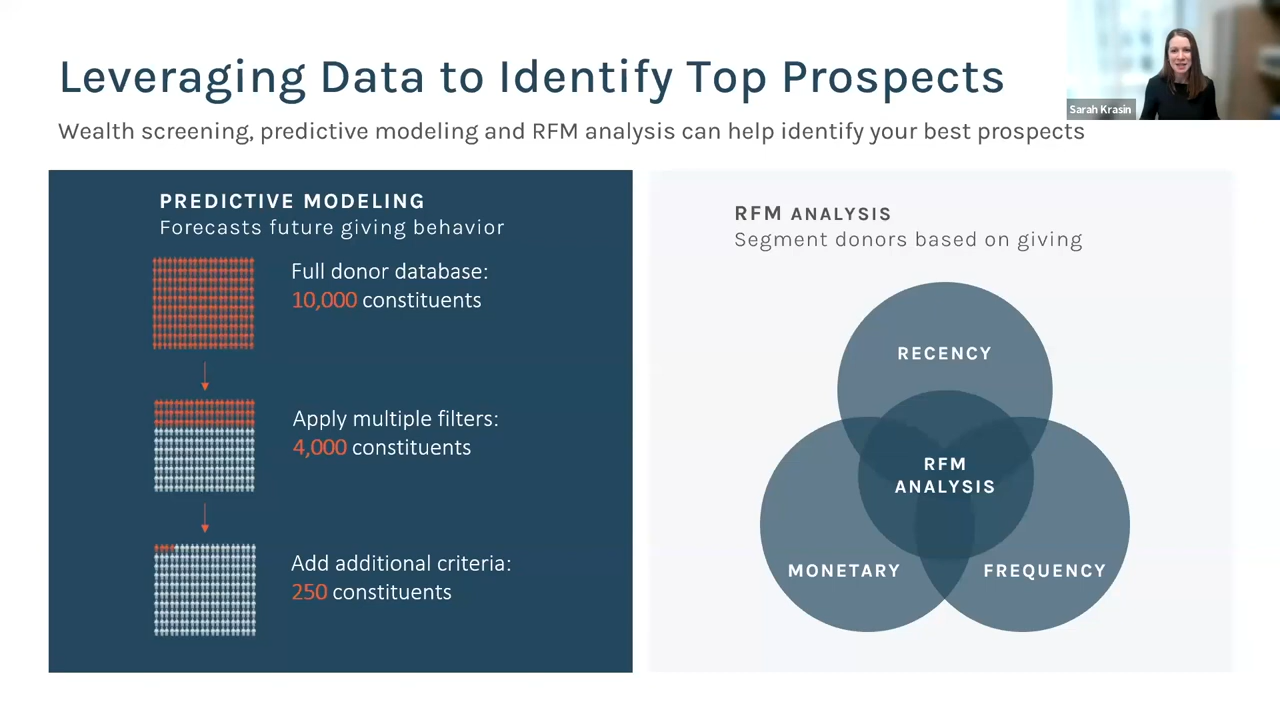 Leveraging Data to Identify Top Prospects
Sarah Krasin
Wealth screening, predictive modeling and RFM analysis can help identify your best prospects
PREDICTIVE MODELING
Forecasts future giving behavior
Full donor database:
10,000 constituents
Apply multiple filters:
4,000 constituents
Add additional criteria:
250 constituents
RFM ANALYSIS
Segment donors based on giving
RECENCY
RFM
ANALYSIS
MONETARY
FREQUENCY